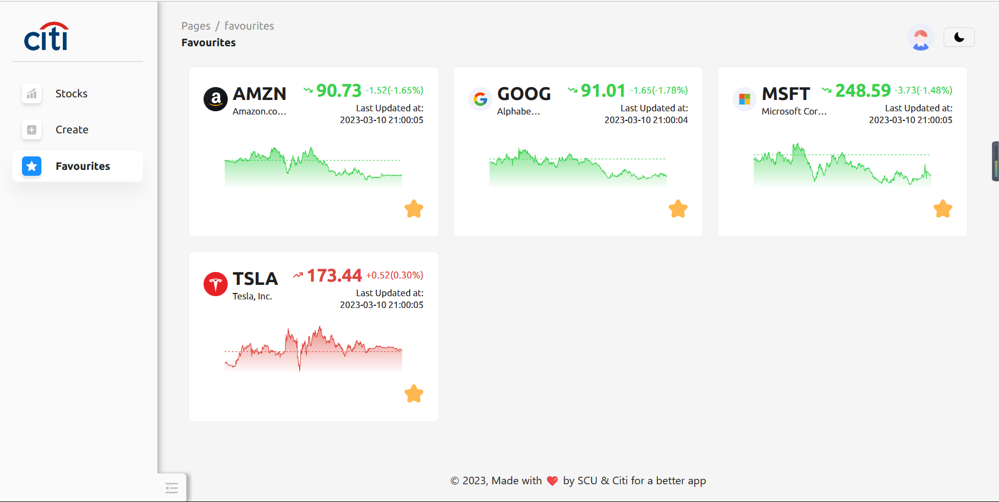 citi
Stocks
Create
Favourites
Pages / favourites
Favourites
AMZN
Amazon.co...
90.73 -1.52(-1.65%)
Last Updated at:
2023-03-10 21:00:05
GOOG
Alphabe...
91.01 -1.65(-1.78%)
Last Updated at:
2023-03-10 21:00:04
MSFT
Microsoft Cor...
248.59 -3.73(-1.48%)
Last Updated at:
2023-03-10 21:00:05
TSLA
Tesla, Inc.
173.44 +0.52(0.30%)
Last Updated at:
2023-03-10 21:00:05
© 2023, Made with ❤️ by SCU & Citi for a better app